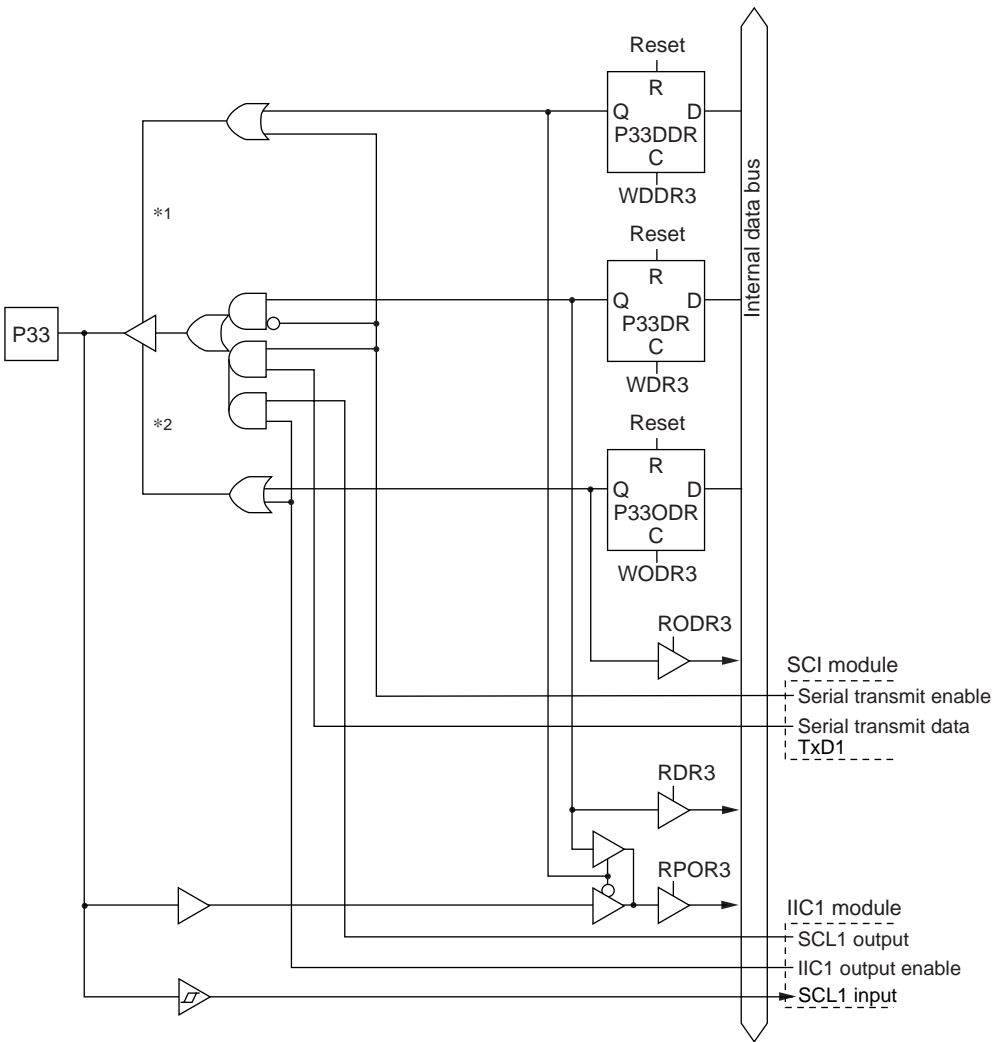 Reset
R
Q D
P33DDR
C
WDDR3
Internal data bus
*1
Reset
R
Q D
P33DR
C
WDR3
P33
*2
Reset
R
Q D
P33ODR
C
WODR3
RODR3
SCI module
Serial transmit enable
Serial transmit data
TxD1
RDR3
RPOR3
IIC1 module
SCL1 output
IIC1 output enable
SCL1 input